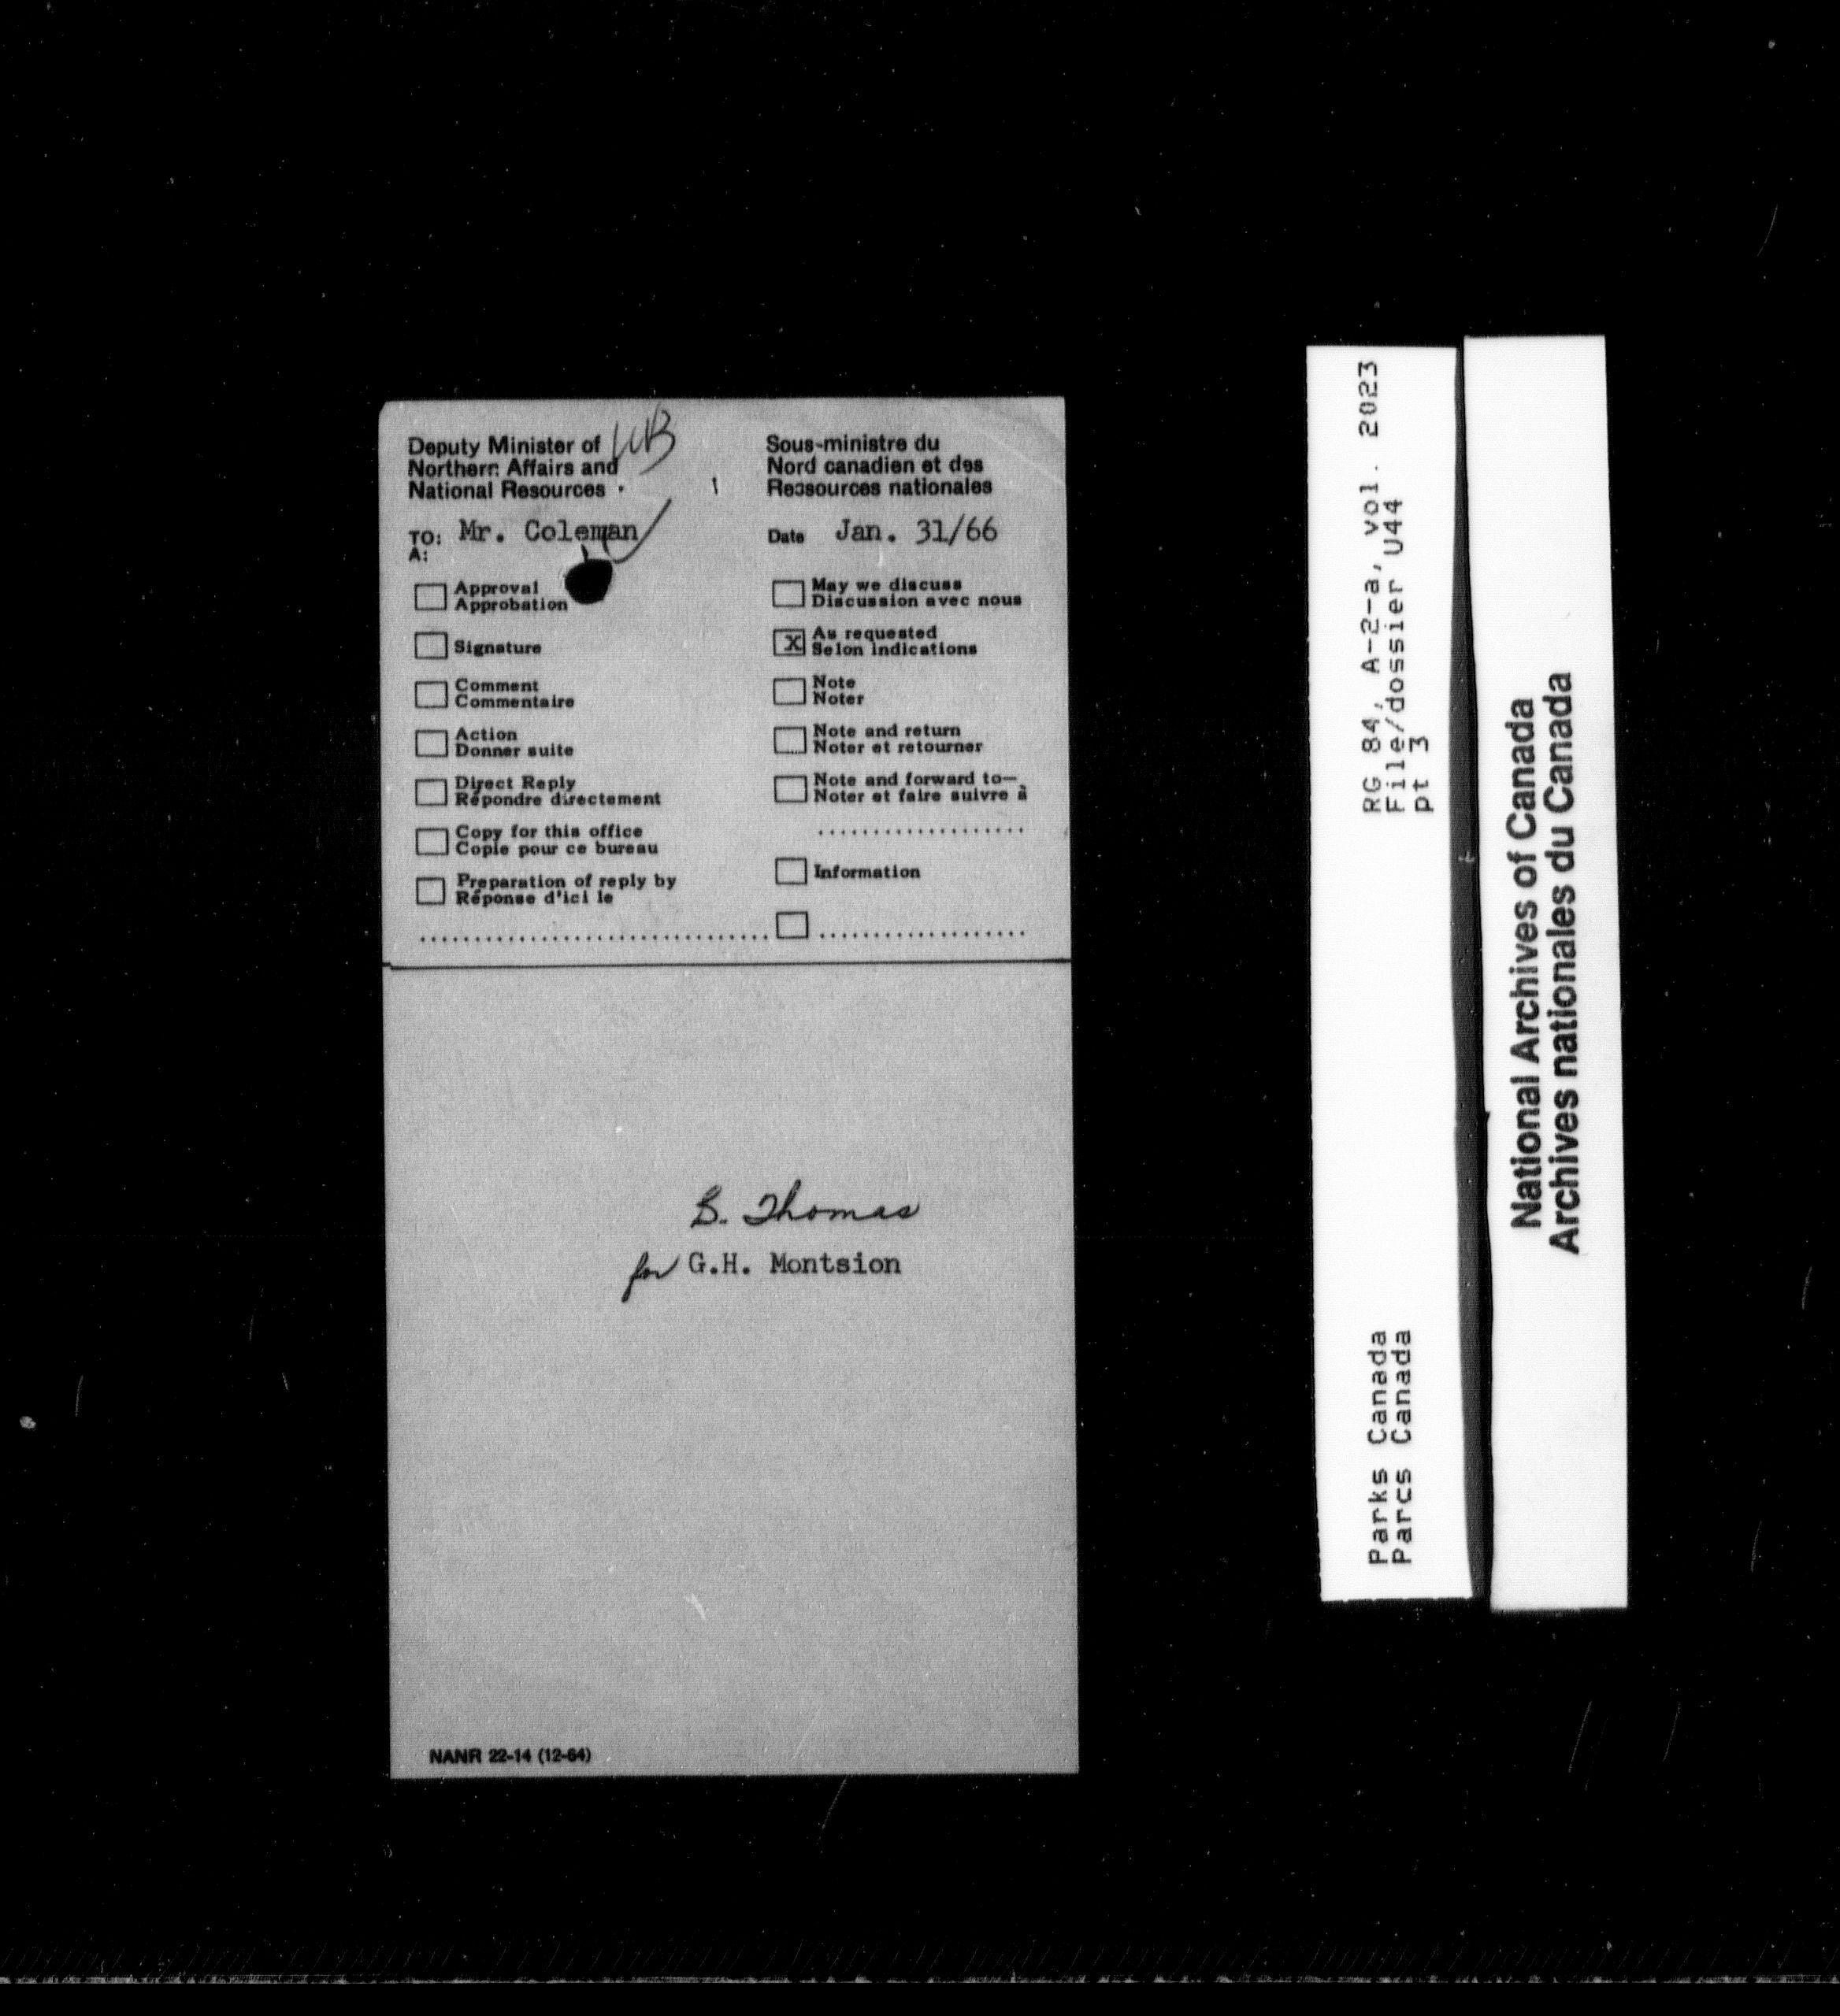 Deputy Minister of
Northern Affairs and
National Resources
Sous-ministre du
Nord canadien et des
Ressources nationales
TO: Mr. Coleman
A:
Date Jan. 31/66
Approval
Approbation
Signature
Comment
Commentaire
Action
Donner suite
Direct Reply
Répondre directement
Copy for this office
Copie pour ce bureau
Preparation of reply by
Réponse d'ici le
May we discuss
Discussion avec nous
X As requested
Selon indications
Note
Noter
Note and return
Noter et retourner
Note and forward to—
Noter et faire suivre à
Information
B. Thomas
for G.H. Montsion
NANR 22-14 (12-64)
RG 84, A-2-a, vol. 2023
File/dossier U44
pt 3
Parks Canada
Parcs Canada
National Archives of Canada
Archives nationales du Canada